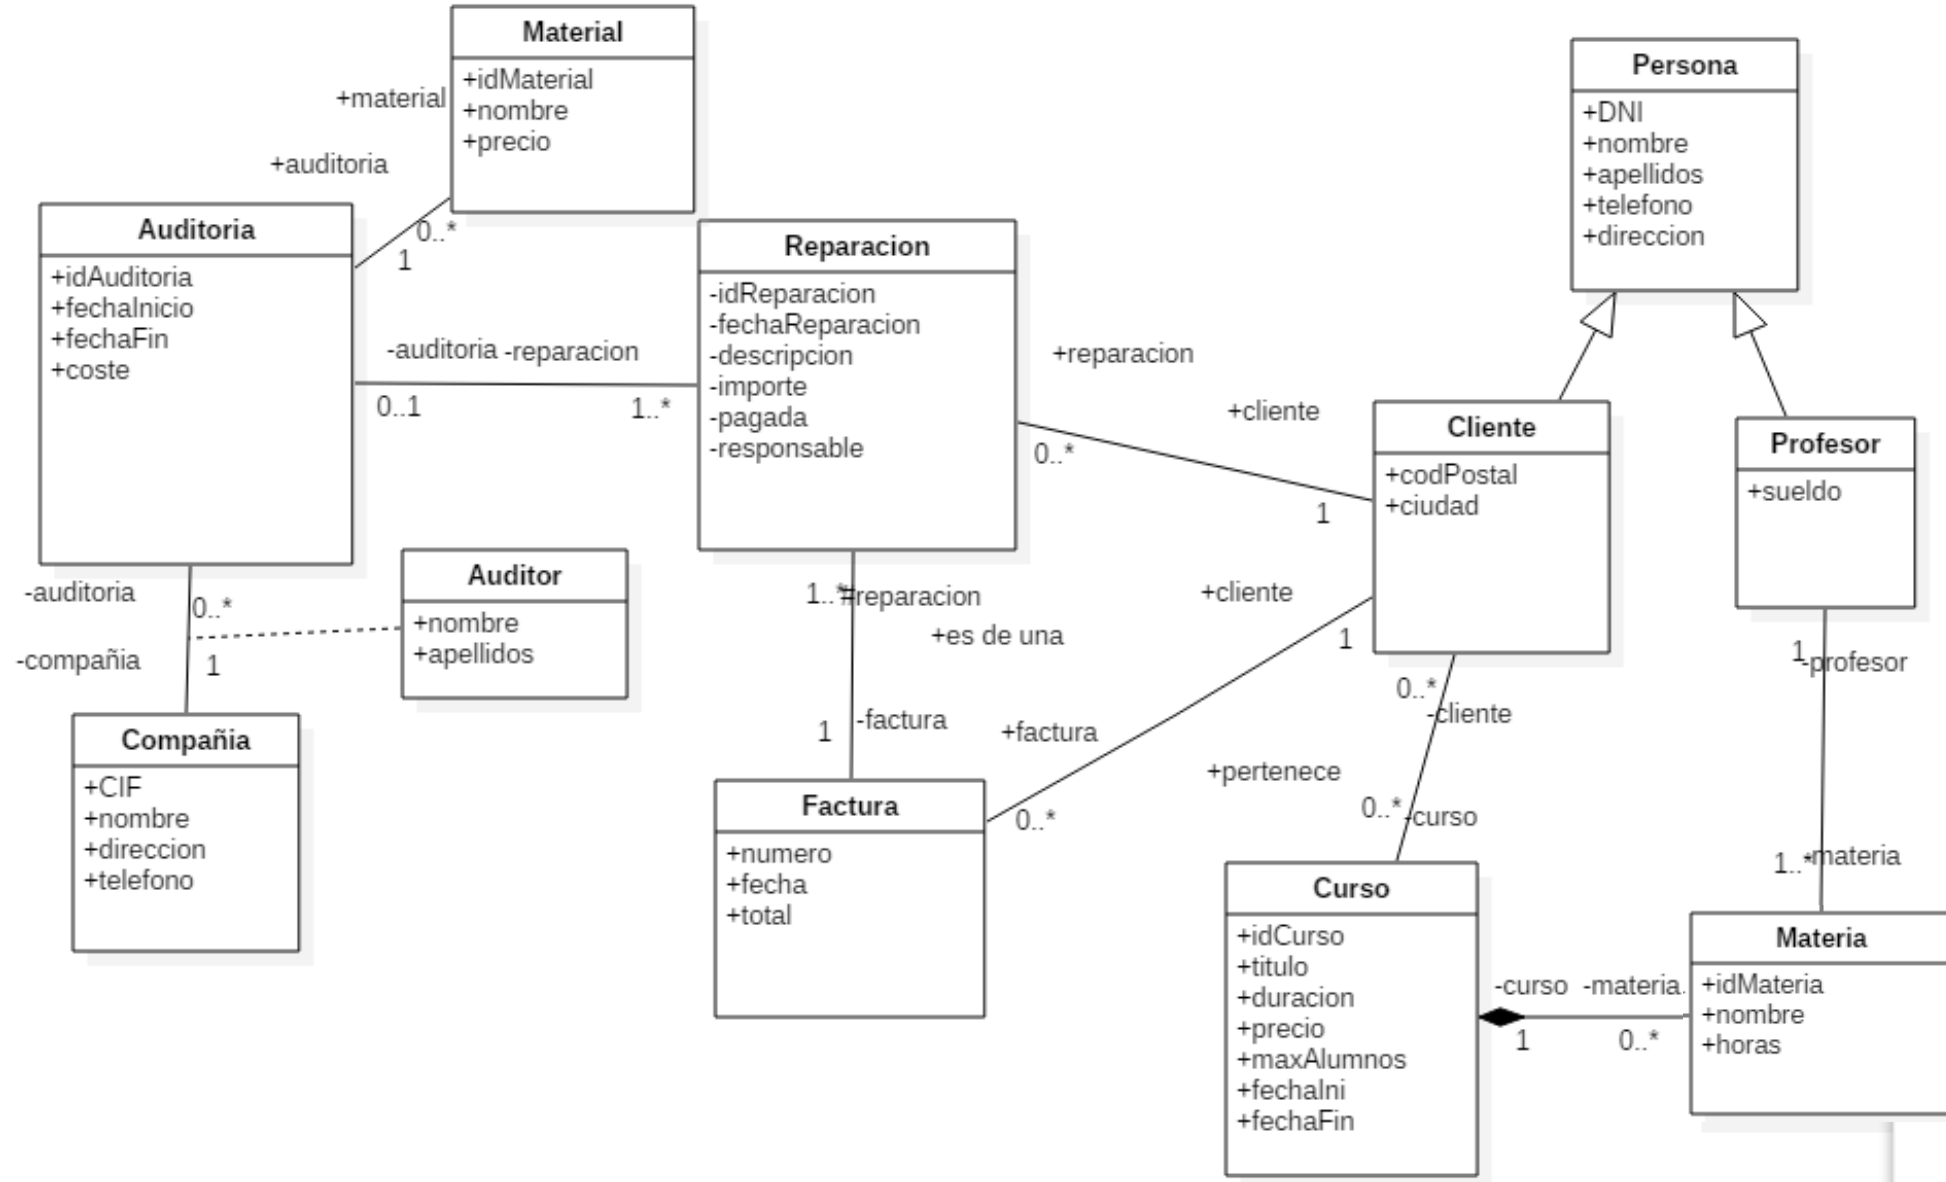 Material
+idMaterial
+nombre
+precio
+material
+auditoria
0..*
1
Auditoria
+idAuditoria
+fechaInicio
+fechaFin
+coste
-auditoria
-reparacion
0..1
1..*
Reparacion
-idReparacion
-fechaReparacion
-descripcion
-importe
-pagada
-responsable
+reparacion
+cliente
0..*
1
Persona
+DNI
+nombre
+apellidos
+telefono
+direccion
Cliente
+codPostal
+ciudad
Profesor
+sueldo
-auditoria
0..*
-compañia
1
Auditor
+nombre
+apellidos
Compañia
+CIF
+nombre
+direccion
+telefono
1..*
#reparacion
+es de una
1
-factura
+cliente
1
+factura
0..*
Factura
+numero
+fecha
+total
0..*
-cliente
+pertenece
0..*
-curso
1
-profesor
1..*
-materia
Curso
+idCurso
+titulo
+duracion
+precio
+maxAlumnos
+fechaIni
+fechaFin
-curso
-materia
1
0..*
Materia
+idMateria
+nombre
+horas